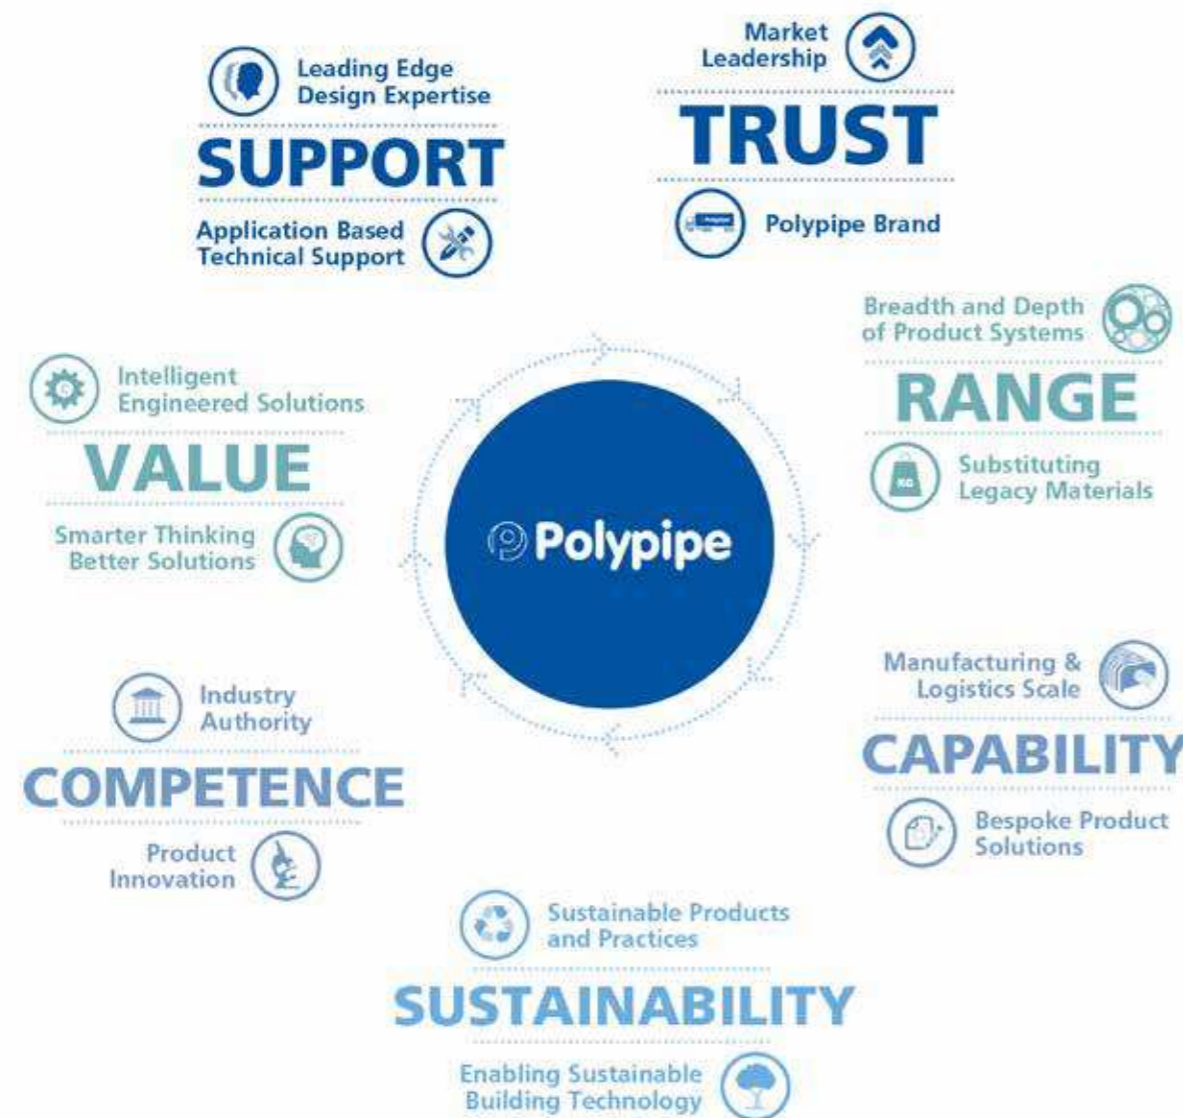 Leading Edge
Design Expertise
SUPPORT
Application Based
Technical Support
Market
Leadership
TRUST
Polypipe
Polypipe Brand
Breadth and Depth
of Product Systems
RANGE
KG
Substituting
Legacy Materials
Manufacturing &
Logistics Scale
CAPABILITY
Bespoke Product
Solutions
Sustainable Products
and Practices
SUSTAINABILITY
Enabling Sustainable
Building Technology
Industry
Authority
COMPETENCE
Product
Innovation
Intelligent
Engineered Solutions
VALUE
Smarter Thinking
Better Solutions
Polypipe